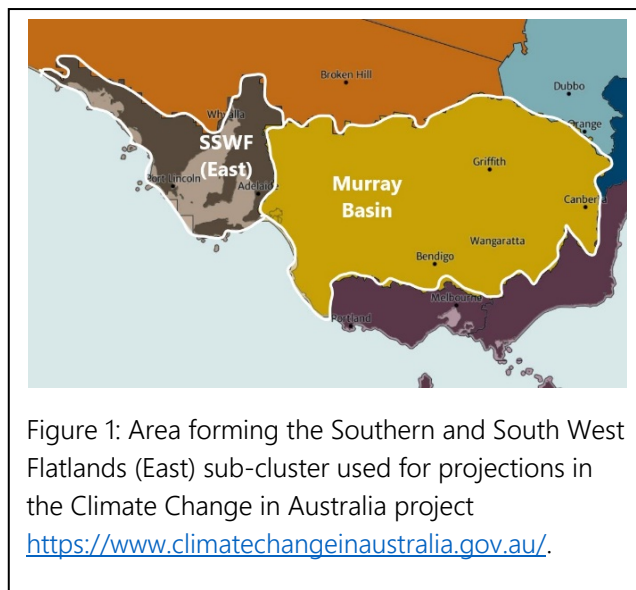 Broken Hill
Dubbo
Whyalla
Orange
SSWF
(East)
Griffith
Port Lincoln
Adelaide
Murray
Basin
Canberra
Wangaratta
Bendigo
Melbourne
Portland
Figure 1: Area forming the Southern and South West
Flatlands (East) sub-cluster used for projections in
the Climate Change in Australia project
https://www.climatechangeinaustralia.gov.au/.